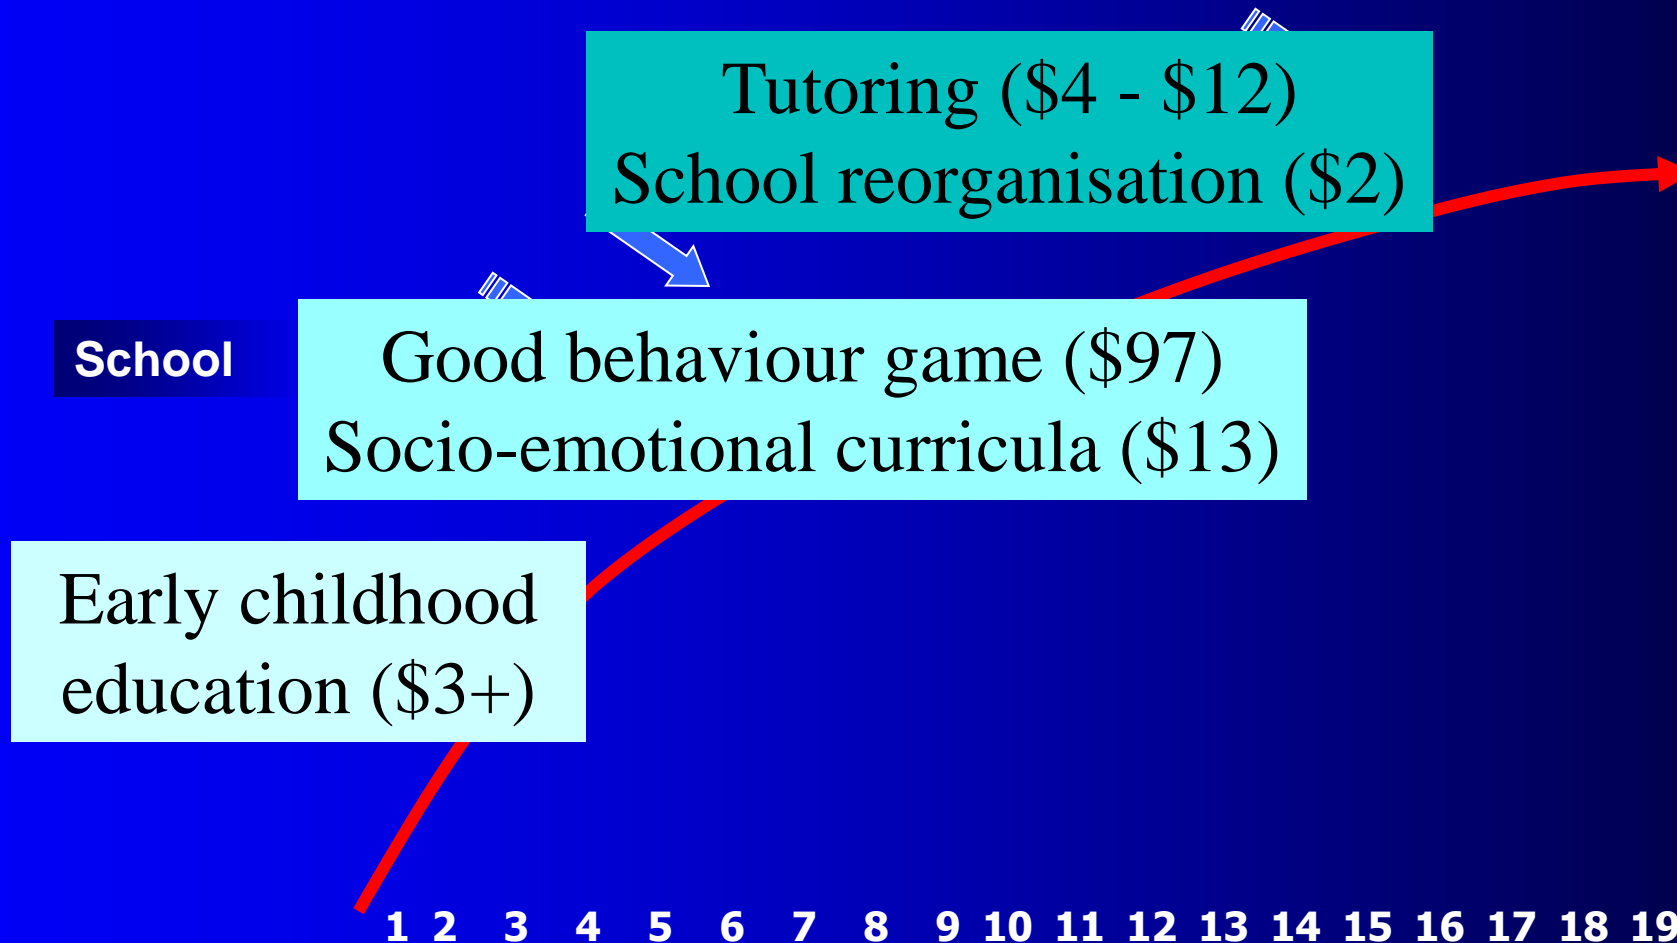 Tutoring ($4 - $12)
School reorganisation ($2)
School
Good behaviour game ($97)
Socio-emotional curricula ($13)
Early childhood
education ($3+)
1 2 3 4 5 6 7 8 9 10 11 12 13 14 15 16 17 18 19